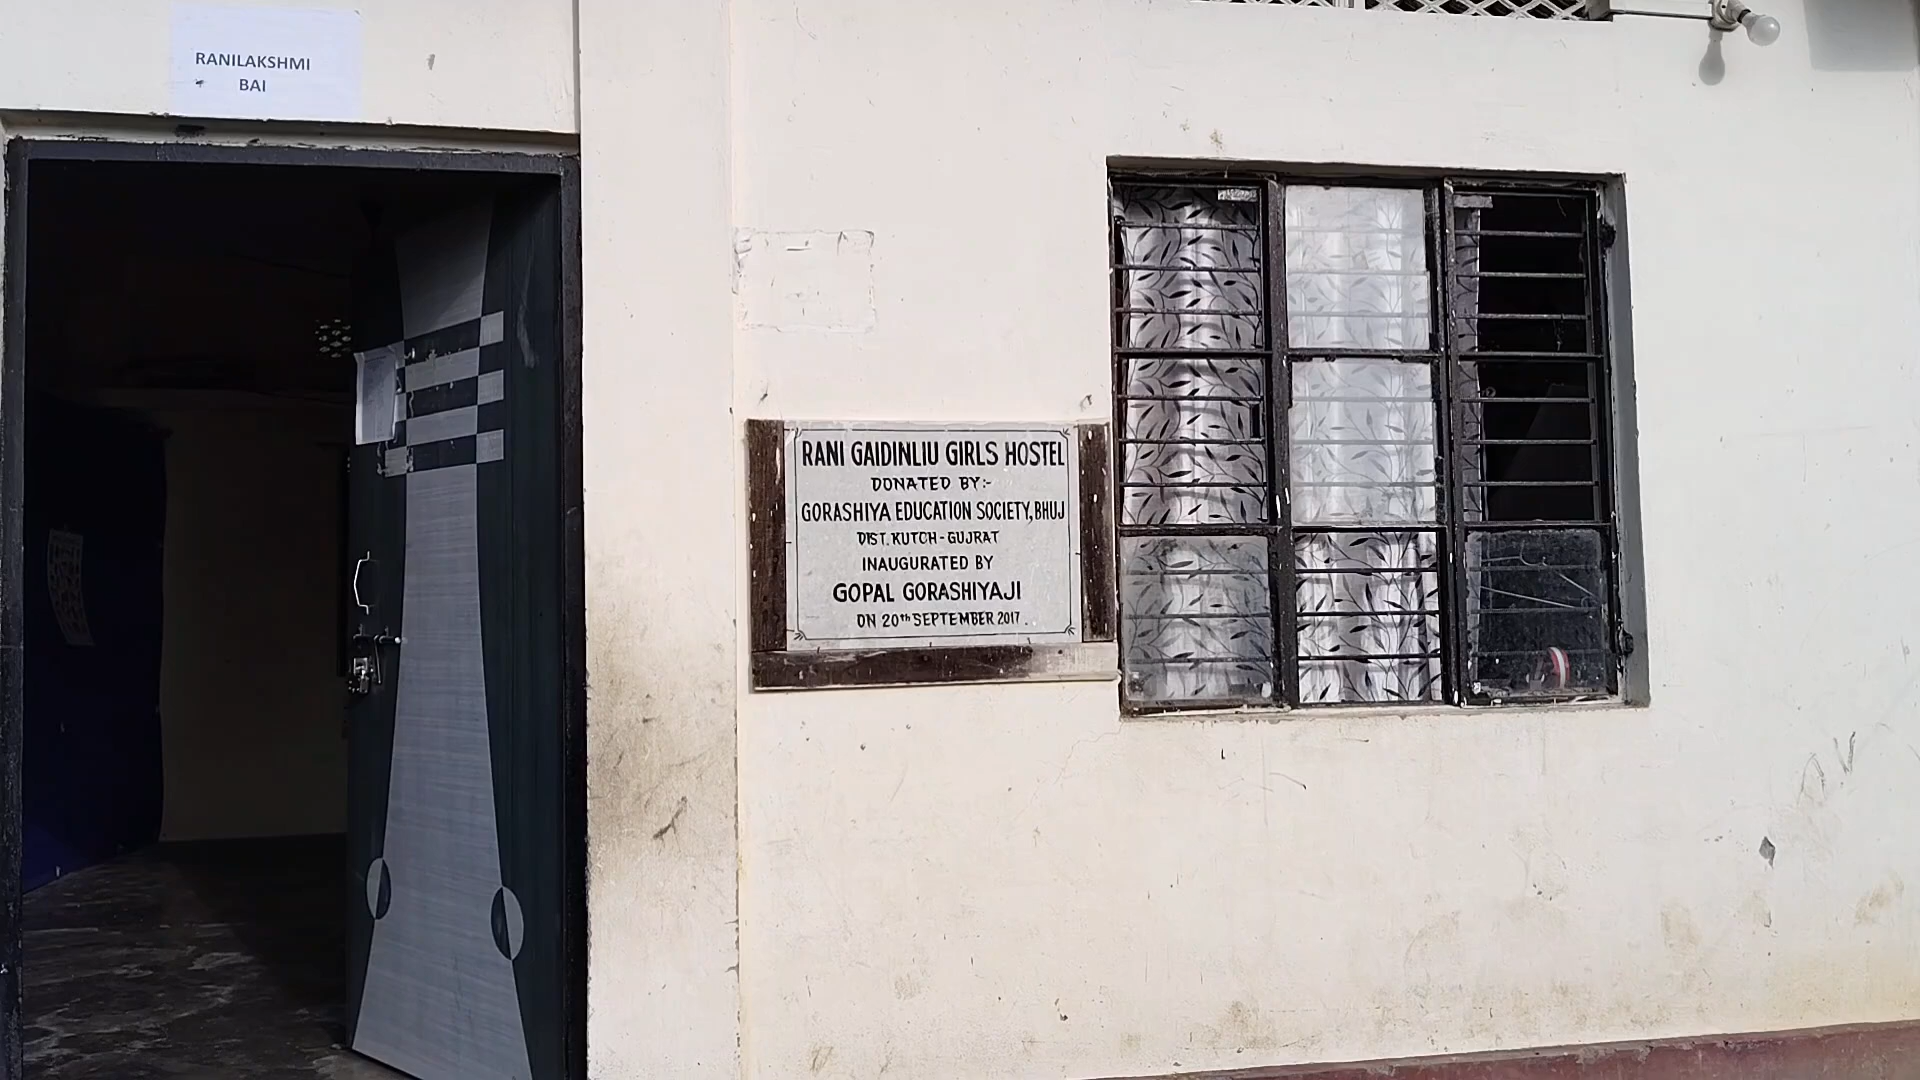 RANILAKSHMI
BAI
RANI GAIDINLIU GIRLS HOSTEL
DONATED BY:-
GORASHIYA EDUCATION SOCIETY, BHUJ
DIST. KUTCH - GUJRAT
INAUGURATED BY
GOPAL GORASHIYAJI
ON 20th SEPTEMBER 2017.